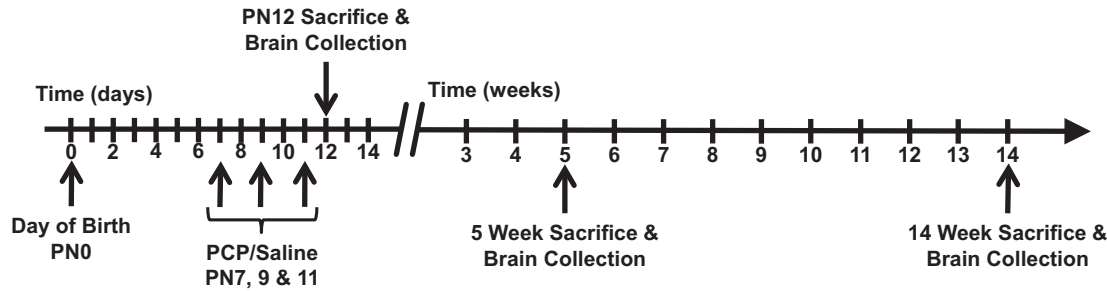 PN12 Sacrifice &
Brain Collection
Time (days)
Time (weeks)
0 2 4 6 8 10 12 14 3 4 5 6 7 8 9 10 11 12 13 14
Day of Birth
PN0
PCP/Saline
PN7, 9 & 11
5 Week Sacrifice &
Brain Collection
14 Week Sacrifice &
Brain Collection